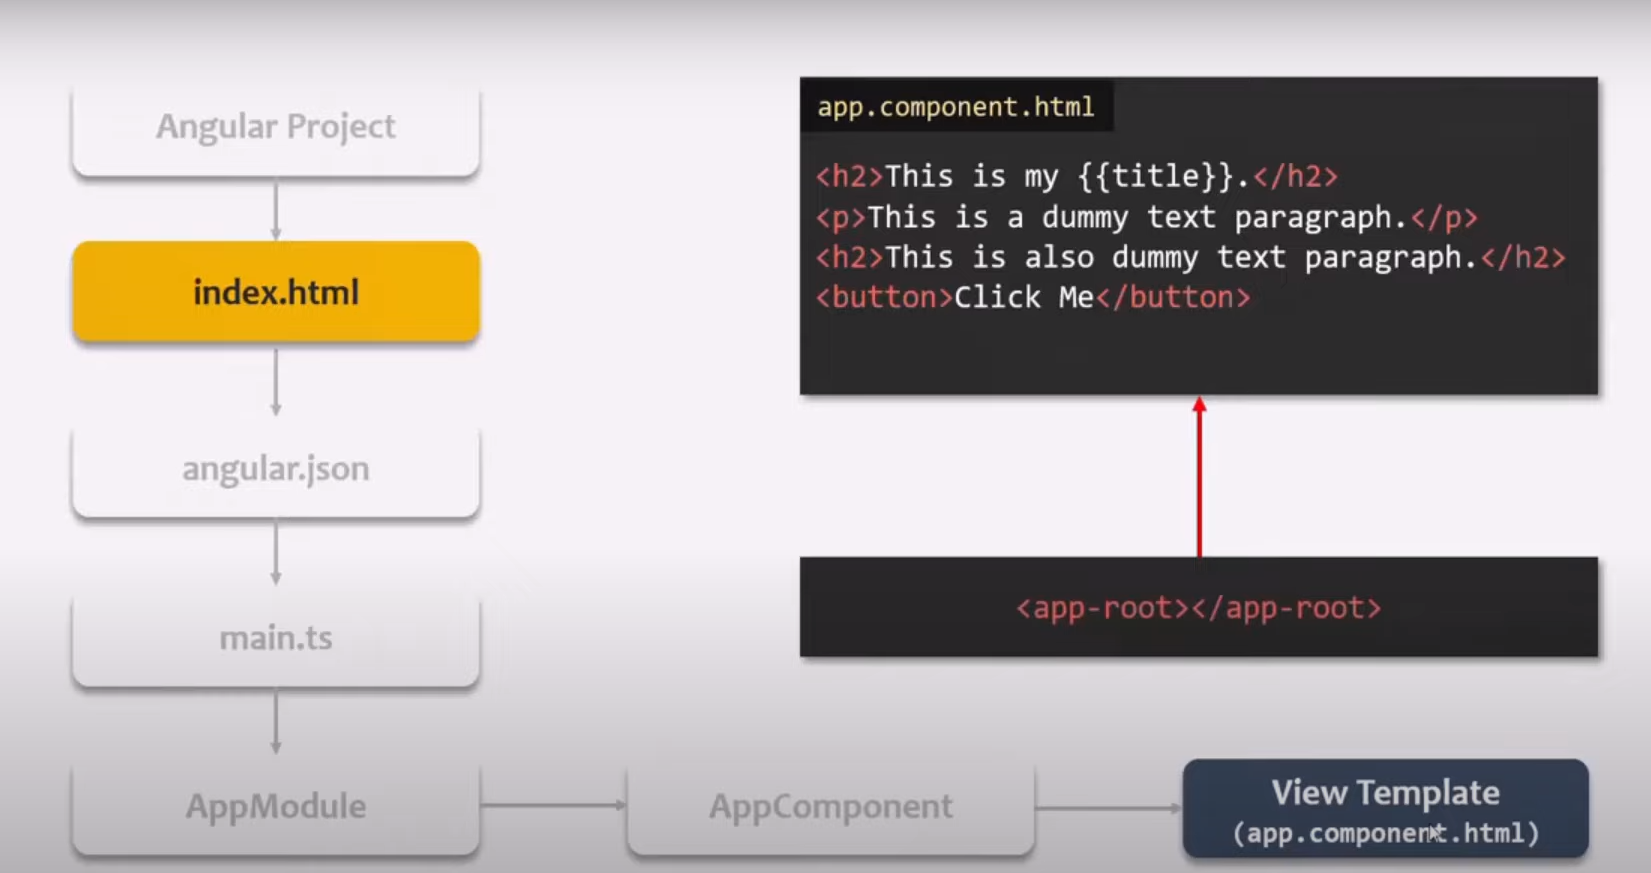 Angular Project
index.html
angular.json
main.ts
AppModule
AppComponent
View Template
(app.component.html)
app.component.html
<h2>This is my {{title}}.</h2>
<p>This is a dummy text paragraph.</p>
<h2>This is also dummy text paragraph.</h2>
<button>Click Me</button>
<app-root></app-root>